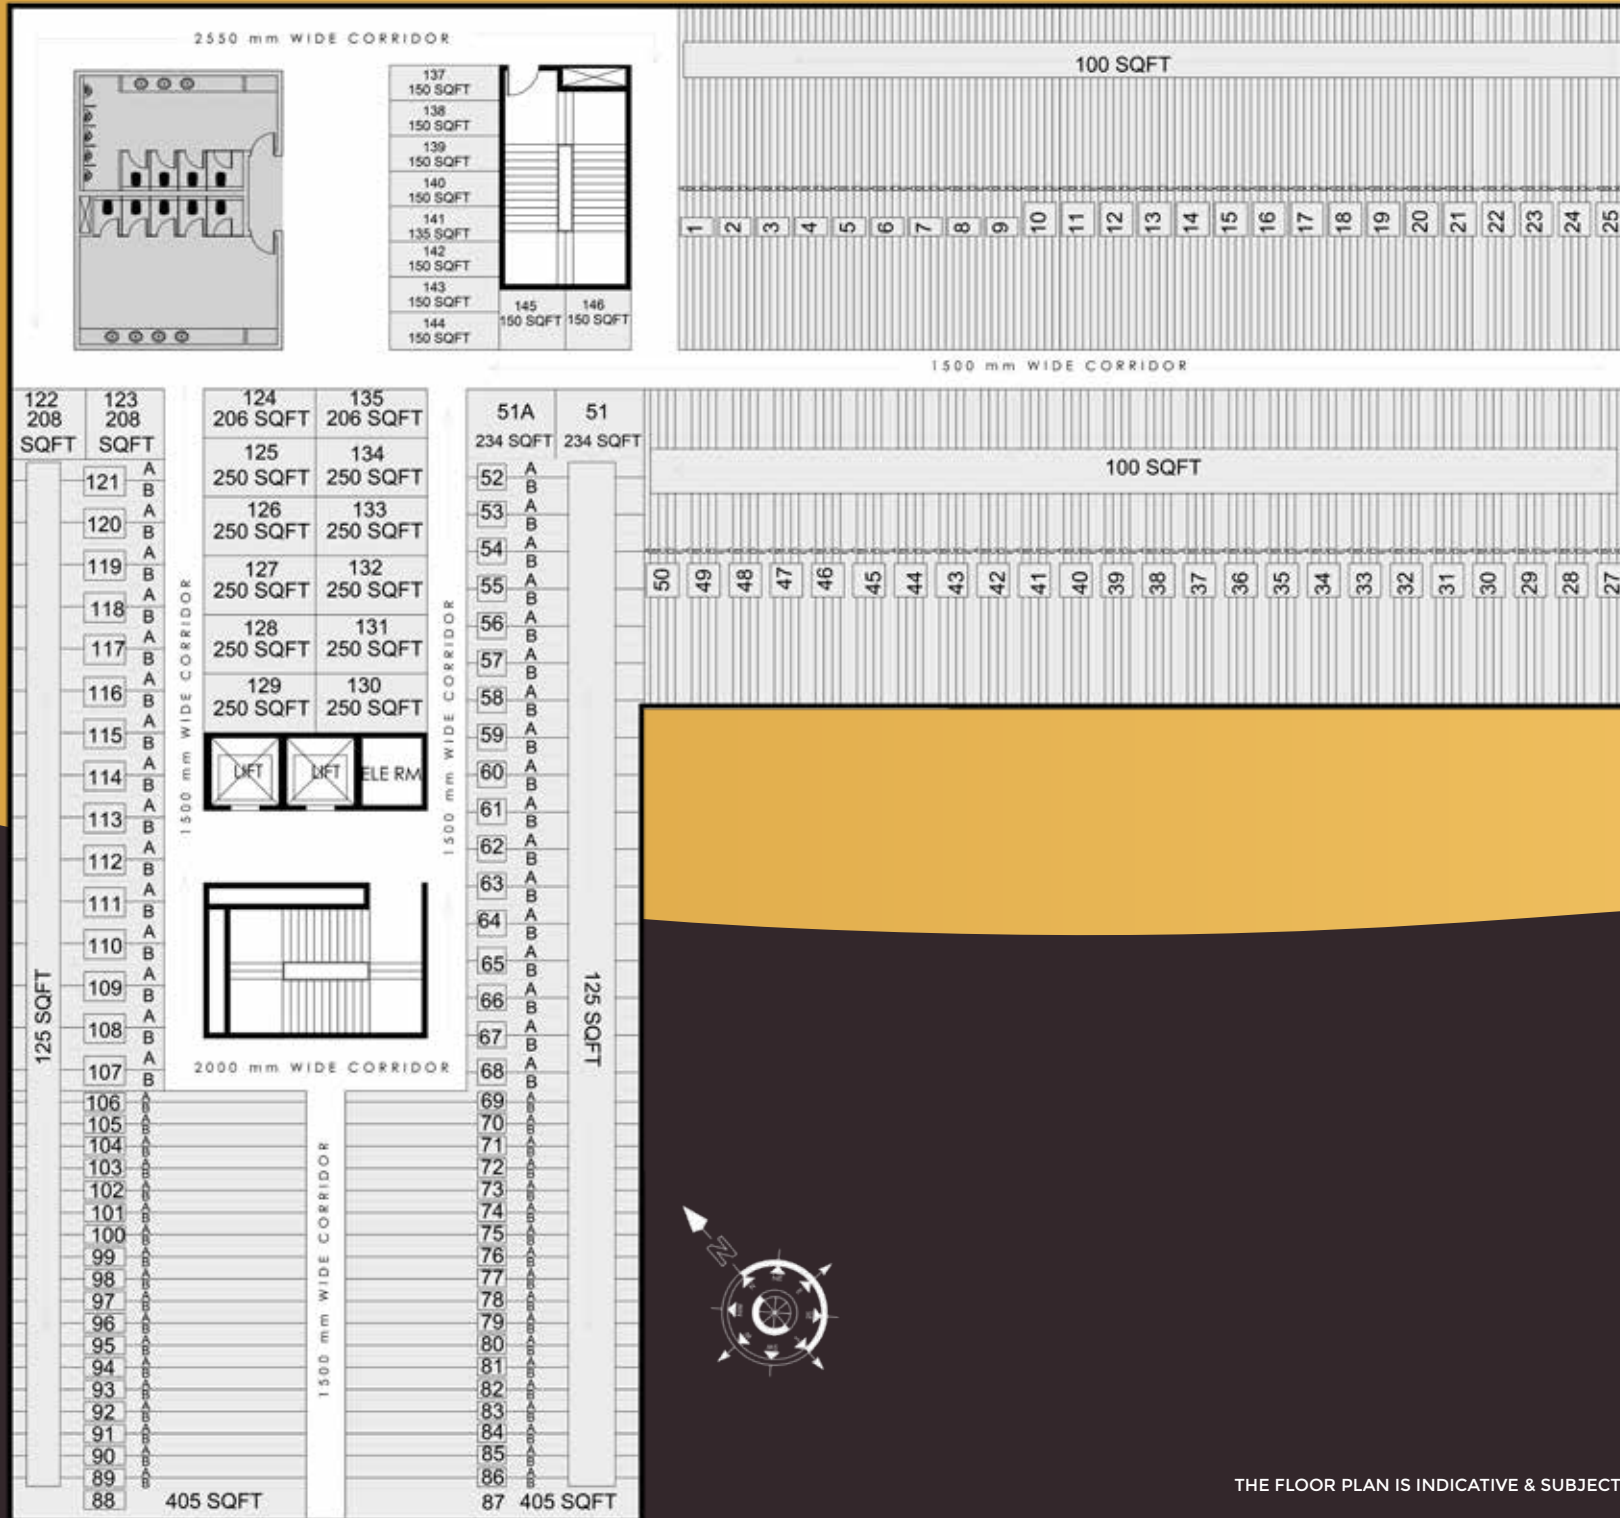 2550 mm WIDE CORRIDOR
137
150 SQFT
138
150 SQFT
139
150 SQFT
140
150 SQFT
141
135 SQFT
142
150 SQFT
143
150 SQFT
144
150 SQFT
145
150 SQFT
146
150 SQFT
100 SQFT
1 2 3 4 5 6 7 8 9 10 11 12 13 14 15 16 17 18 19 20 21 22 23 24 25
1500 mm WIDE CORRIDOR
122
208
SQFT
123
208
SQFT
121 A
B
120 A
B
119 A
B
118 A
B
117 A
B
116 A
B
115 A
B
114 A
B
113 A
B
112 A
B
111 A
B
110 A
B
109 A
B
108 A
B
107 A
B
106 A
B
105 A
B
104 A
B
103 A
B
102 A
B
101 A
B
100 A
B
99 A
B
98 A
B
97 A
B
96 A
B
95 A
B
94 A
B
93 A
B
92 A
B
91 A
B
90 A
B
89 A
B
88 405 SQFT
125 SQFT
1500 mm WIDE CORRIDOR
124
206 SQFT
135
206 SQFT
125
250 SQFT
134
250 SQFT
126
250 SQFT
133
250 SQFT
127
250 SQFT
132
250 SQFT
128
250 SQFT
131
250 SQFT
129
250 SQFT
130
250 SQFT
LIFT LIFT ELE RM
1500 mm WIDE CORRIDOR
2000 mm WIDE CORRIDOR
1500 mm WIDE CORRIDOR
51A
234 SQFT
51
234 SQFT
52 A
B
53 A
B
54 A
B
55 A
B
56 A
B
57 A
B
58 A
B
59 A
B
60 A
B
61 A
B
62 A
B
63 A
B
64 A
B
65 A
B
66 A
B
67 A
B
68 A
B
69 A
B
70 A
B
71 A
B
72 A
B
73 A
B
74 A
B
75 A
B
76 A
B
77 A
B
78 A
B
79 A
B
80 A
B
81 A
B
82 A
B
83 A
B
84 A
B
85 A
B
86 A
B
87 405 SQFT
125 SQFT
100 SQFT
50 49 48 47 46 45 44 43 42 41 40 39 38 37 36 35 34 33 32 31 30 29 28 27
N
THE FLOOR PLAN IS INDICATIVE & SUBJECT